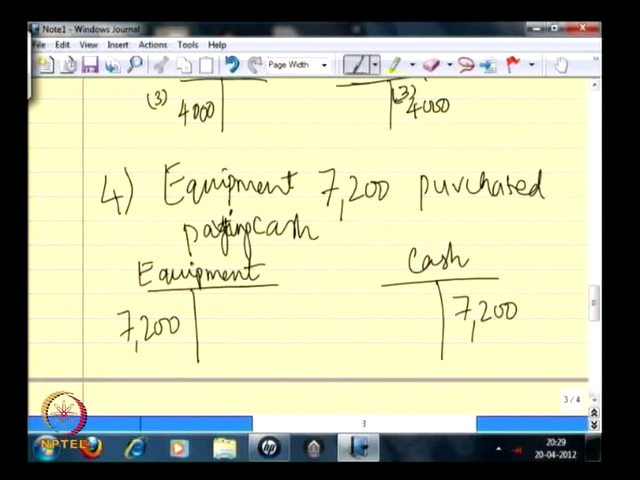 Note1 - Windows Journal
File Edit View Insert Actions Tools Help
Page Width
(3) 4000 (3) 4000
4) Equipment 7,200 purchased
paying cash
Equipment Cash
7,200 7,200
3 / 4
3
NPTEL
hp
20:29
20-04-2012